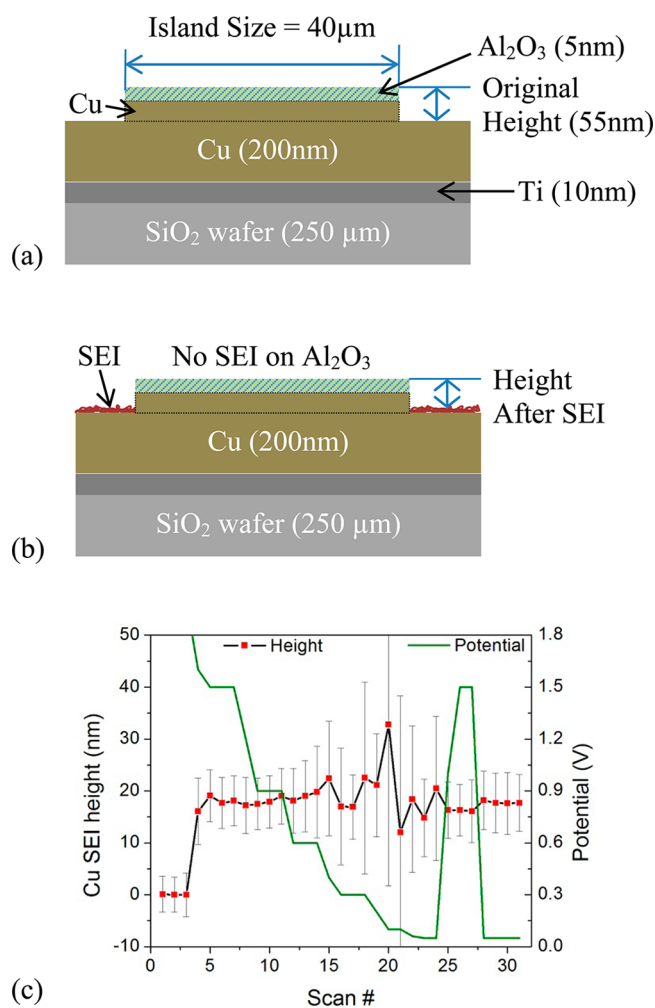 Island Size = 40µm
Al₂O₃ (5nm)
Original
Height (55nm)
Cu
Cu (200nm)
Ti (10nm)
SiO₂ wafer (250 µm)
(a)
SEI
No SEI on Al₂O₃
Height
After SEI
Cu (200nm)
SiO₂ wafer (250 µm)
(b)
Height
Potential
Cu SEI height (nm)
50
40
30
20
10
0
-10
1.8
1.5
1.2
0.9
0.6
0.3
0.0
Potential (V)
0 5 10 15 20 25 30
Scan #
(c)